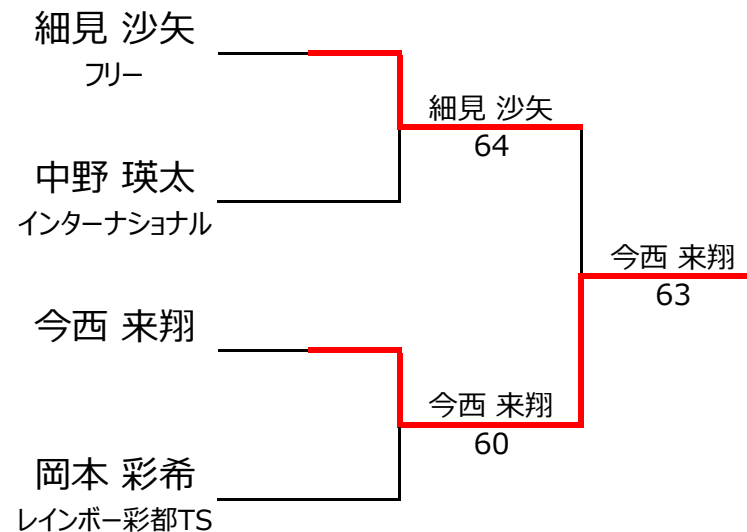 細見 沙矢
フリー
細見 沙矢
64
中野 瑛太
インターナショナル
今西 来翔
63
今西 来翔
今西 来翔
60
岡本 彩希
レインボー彩都TS